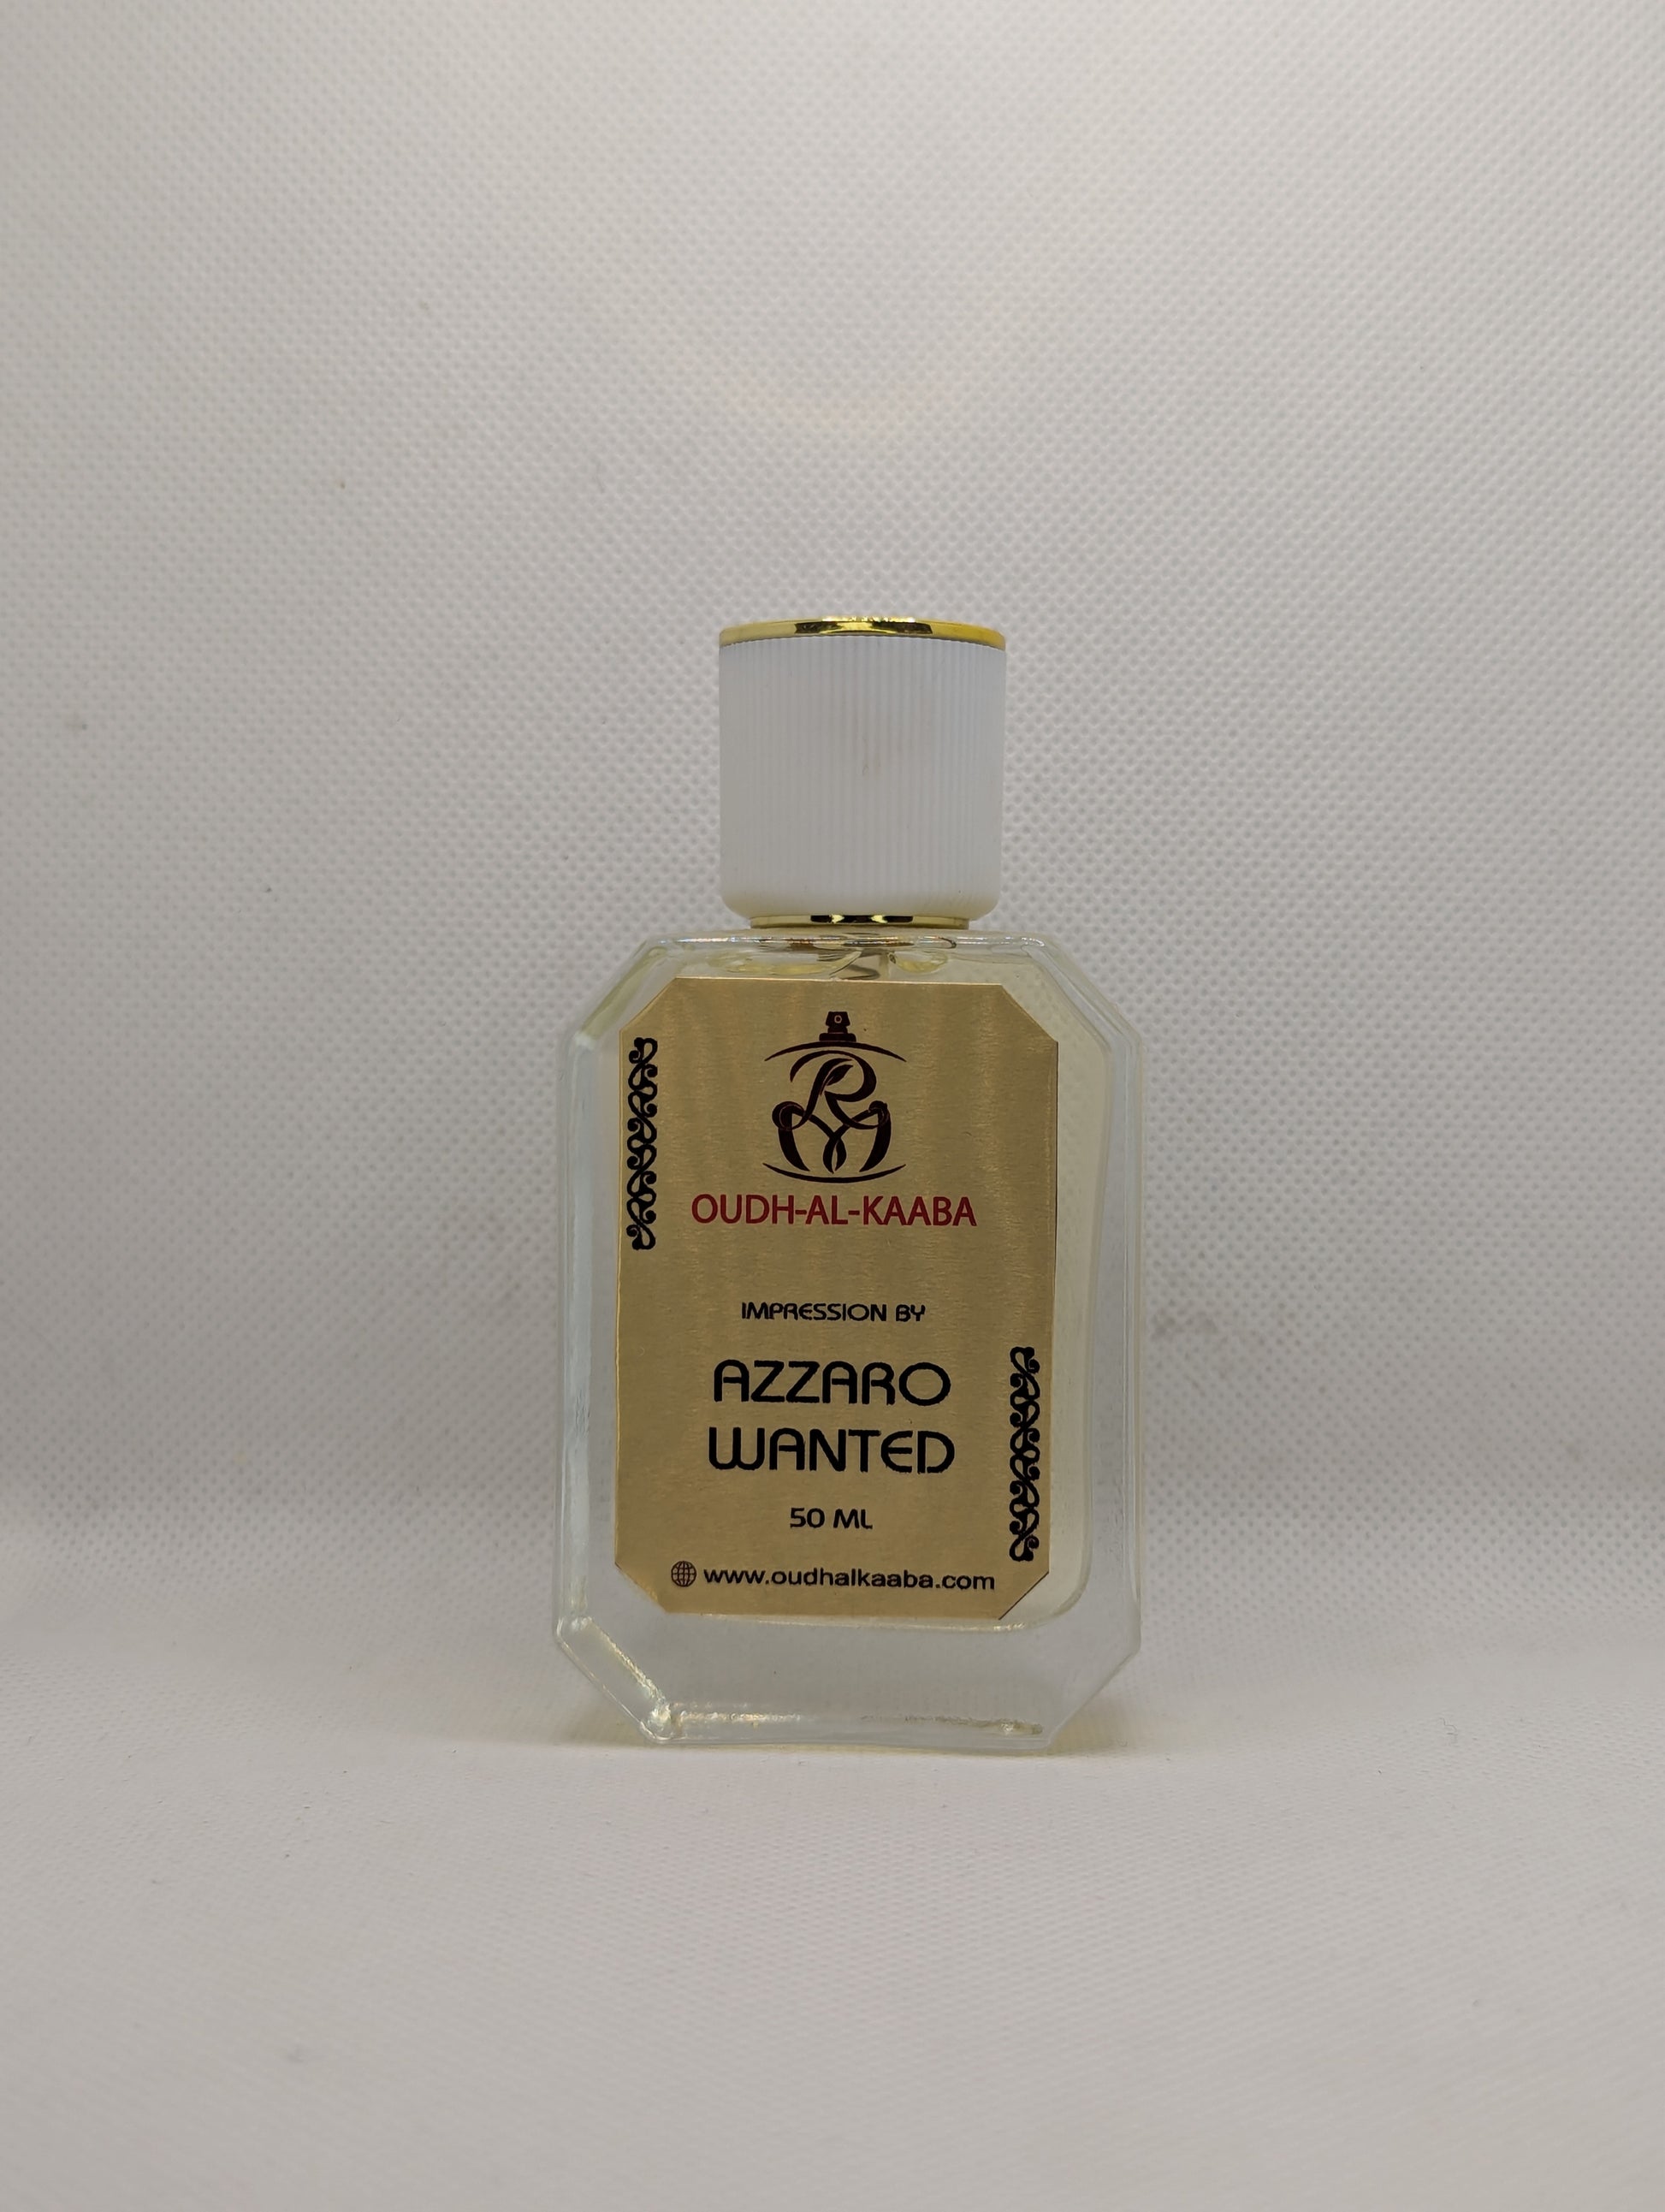 OUDH-AL-KAABA
IMPRESSION BY
AZZARO
WANTED
50 ML
www.oudhalkaaba.com